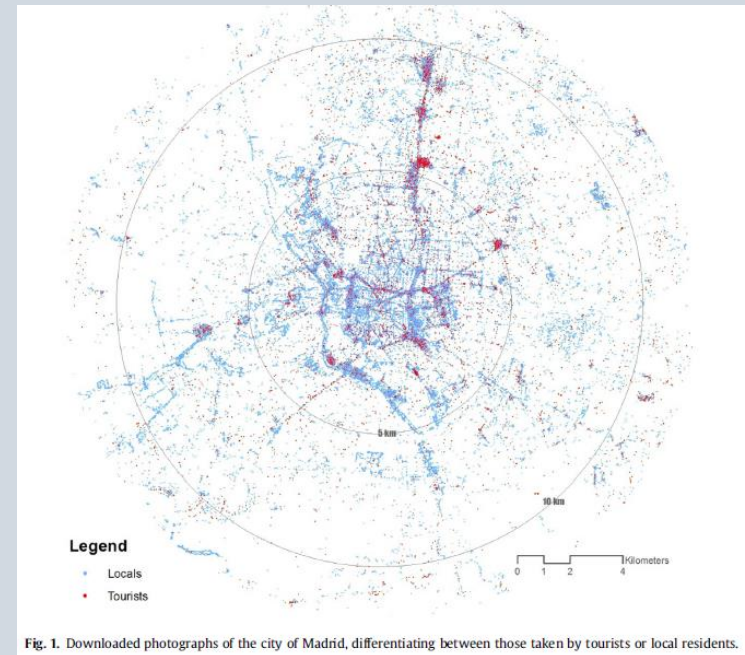 5 km
10 km
Legend
Locals
Tourists
Kilometers
0 1 2 4
Fig. 1. Downloaded photographs of the city of Madrid, differentiating between those taken by tourists or local residents.